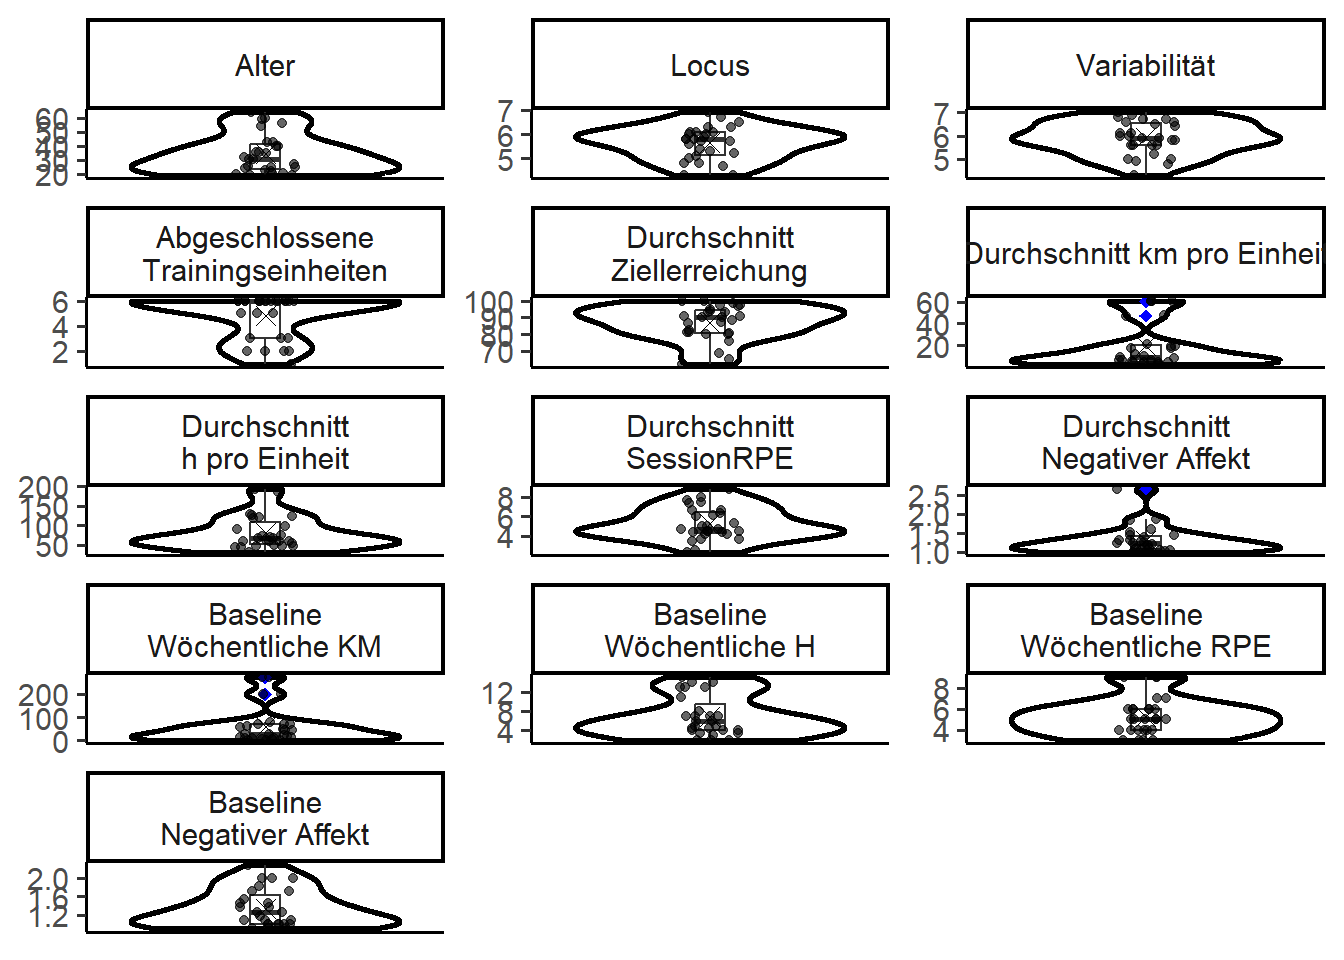 Alter
Locus
Variabilität
60
50
40
30
20
7
6
5
7
6
5
Abgeschlossene
Trainingseinheiten
Durchschnitt
Ziellerreichung
Durchschnitt km pro Einheit
6
4
2
100
90
80
70
60
40
20
Durchschnitt
h pro Einheit
Durchschnitt
SessionRPE
Durchschnitt
Negativer Affekt
200
150
100
50
8
6
4
2.5
2.0
1.5
1.0
Baseline
Wöchentliche KM
Baseline
Wöchentliche H
Baseline
Wöchentliche RPE
200
100
0
12
8
4
8
6
4
Baseline
Negativer Affekt
2.0
1.6
1.2